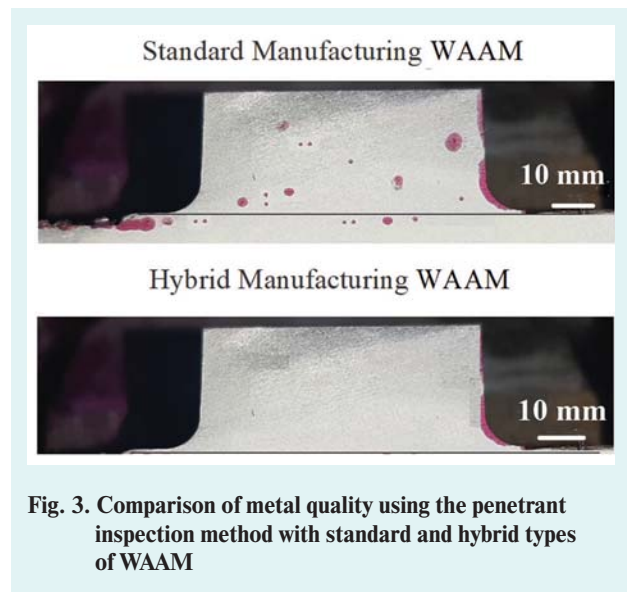 Standard Manufacturing WAAM
10 mm
Hybrid Manufacturing WAAM
10 mm
Fig. 3. Comparison of metal quality using the penetrant
inspection method with standard and hybrid types
of WAAM